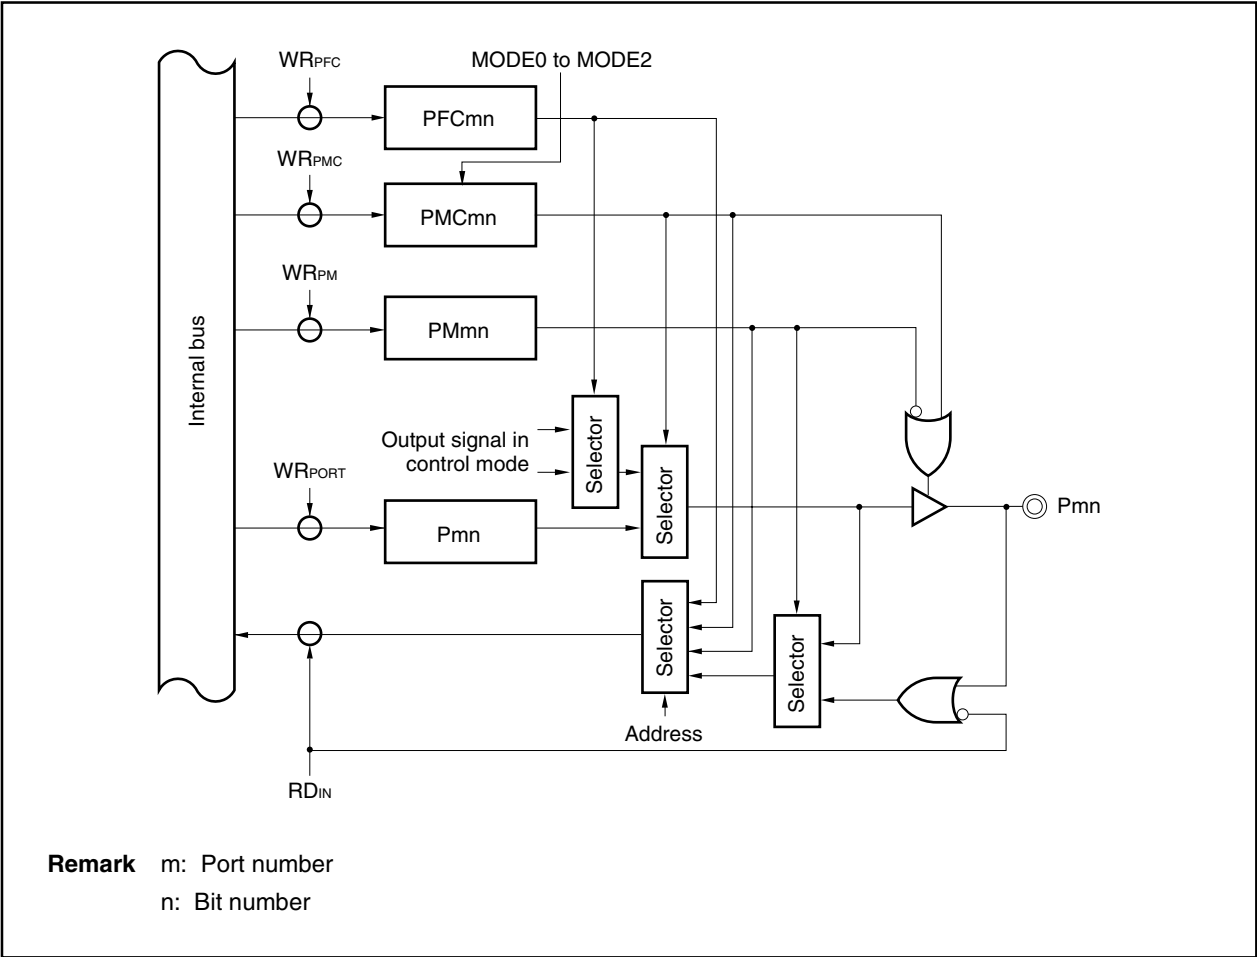 WRPFC
MODE0 to MODE2
PFCmn
WRPMC
PMCmn
WRPM
PMmn
Internal bus
Output signal in
control mode
Selector
WRPORT
Selector
Pmn
Pmn
Selector
Selector
Address
RDIN
Remark m: Port number
n: Bit number